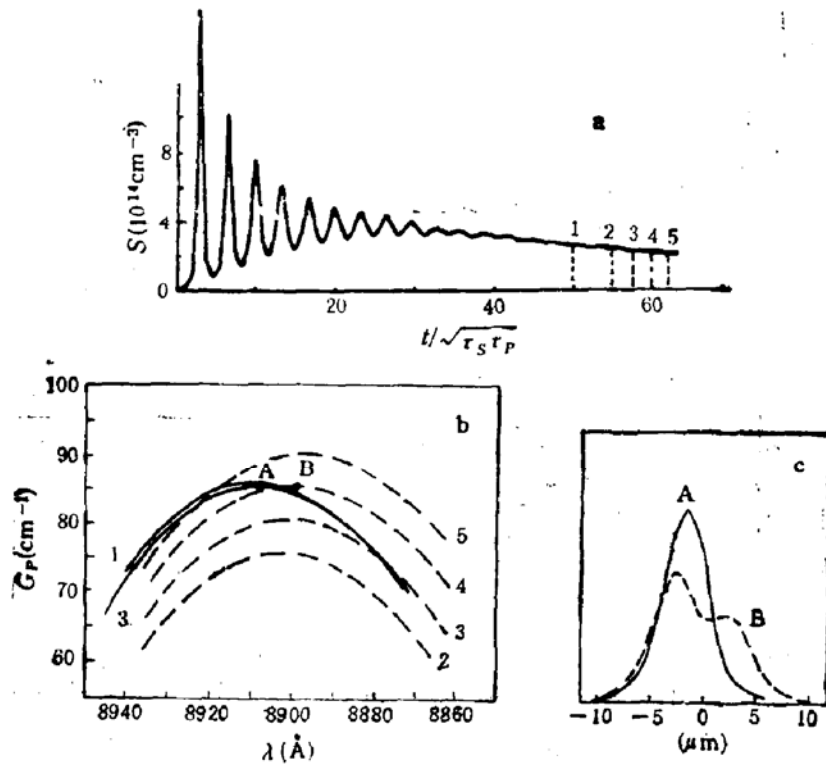 a
S(10¹⁴cm⁻³)
8
4
0
1 2 3 4 5
20 40 60
t/√τ_S τ_P
b
G_P(cm⁻¹)
100
90
80
70
60
A B
1
3
5
4
3
2
8940 8920 8900 8880 8860
λ(Å)
c
A
B
−10 −5 0 5 10
(μm)